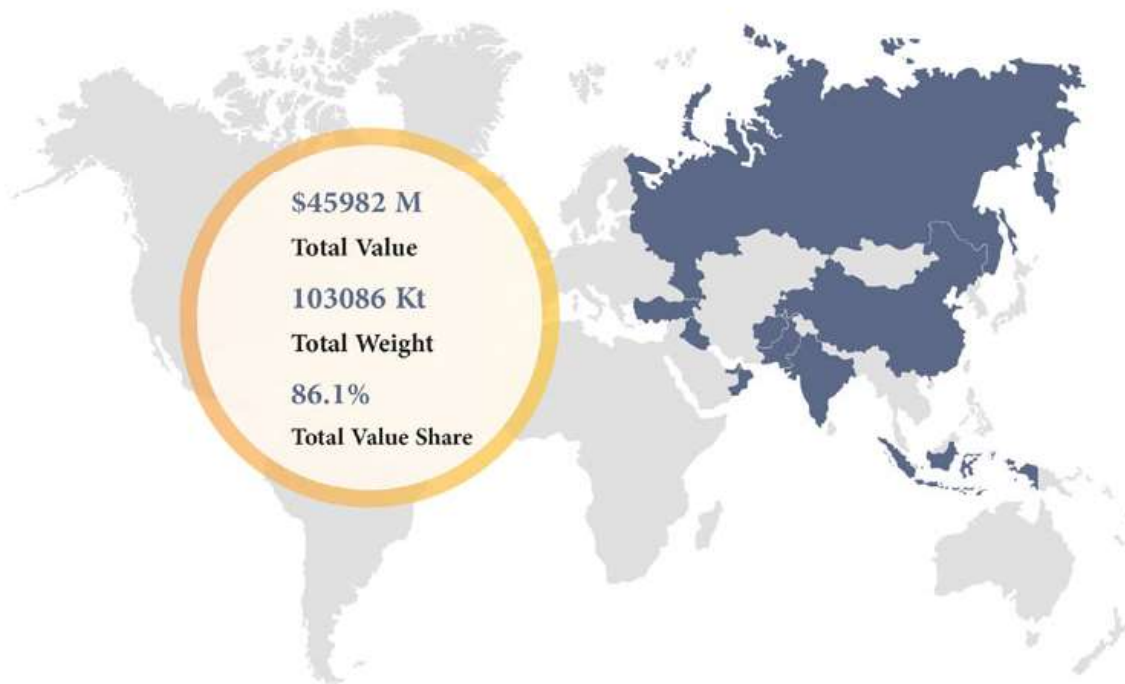 $45982 M
Total Value
103086 Kt
Total Weight
86.1%
Total Value Share